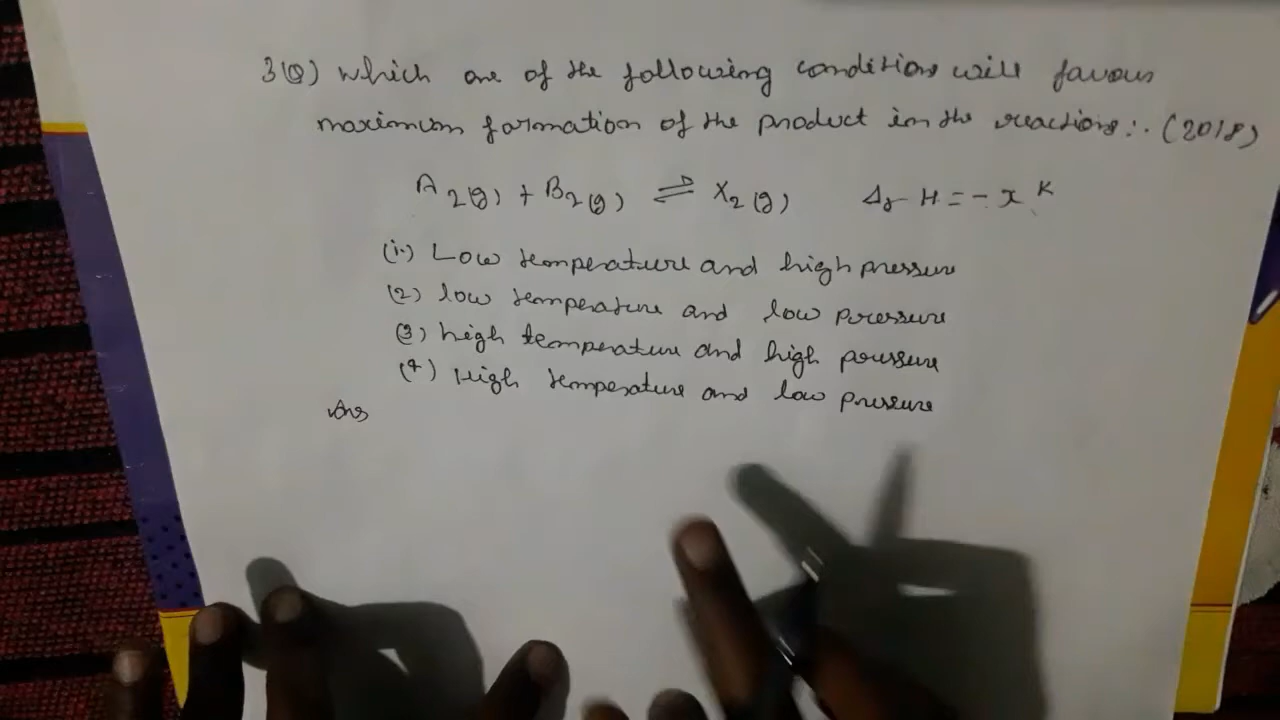 3(Q) which one of the following conditions will favour
maximum formation of the product in the reactions:. (2018)
A2(g) + B2(g) ⇌ X2(g) Δr H = - x K
(1.) Low temperature and high pressure
(2) low temperature and low pressure
(3) high temperature and high pressure
(4) High temperature and low pressure
Ans